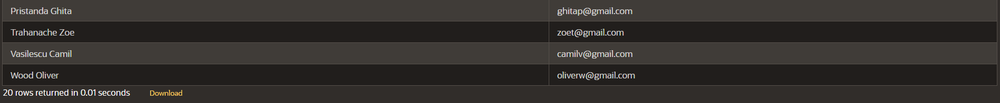 Pristanda Ghita ghitap@gmail.com
Trahanache Zoe zoet@gmail.com
Vasilescu Camil camilv@gmail.com
Wood Oliver oliverw@gmail.com
20 rows returned in 0.01 seconds Download